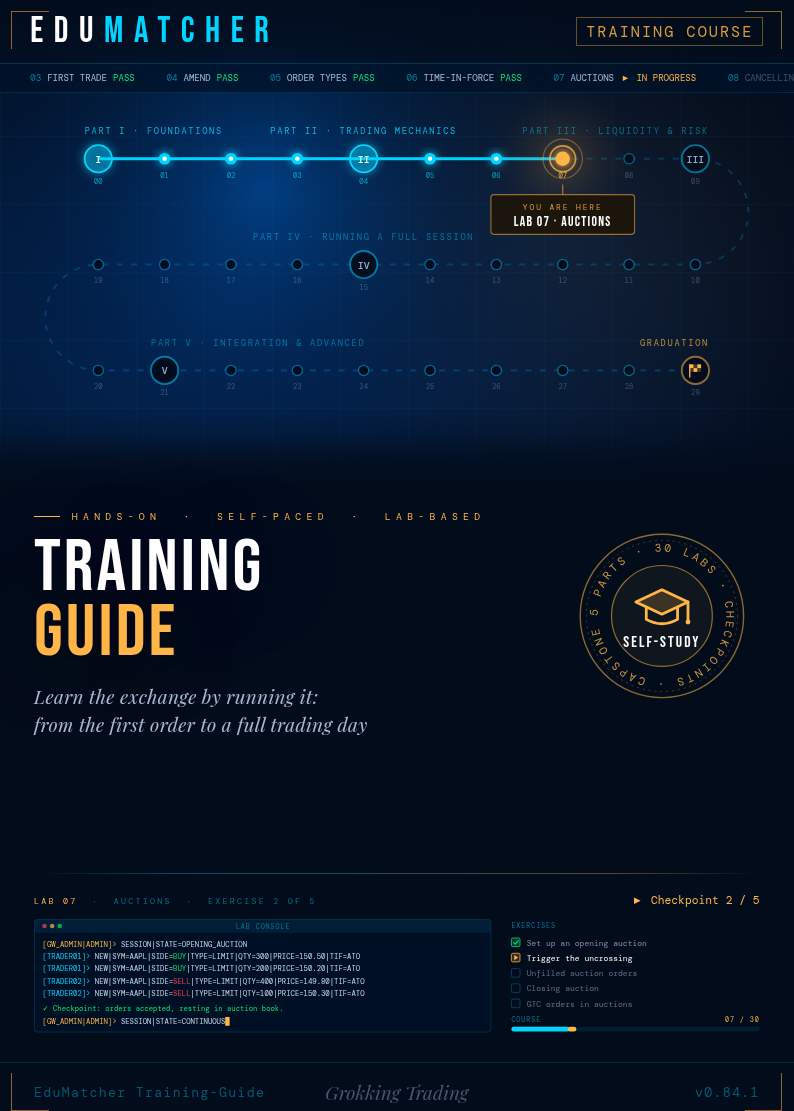 EDUMATCHER
TRAINING COURSE
03 FIRST TRADE PASS · 04 AMEND PASS · 05 ORDER TYPES PASS · 06 TIME-IN-FORCE PASS · 07 AUCTIONS ▶ IN PROGRESS · 08 CANCELLIN
PART I · FOUNDATIONS PART II · TRADING MECHANICS PART III · LIQUIDITY & RISK
I II III
00 01 02 03 04 05 06 07 08 09
YOU ARE HERE
LAB 07 · AUCTIONS
PART IV · RUNNING A FULL SESSION
IV
19 18 17 16 15 14 13 12 11 10
PART V · INTEGRATION & ADVANCED GRADUATION
V
20 21 22 23 24 25 26 27 28 29
HANDS-ON · SELF-PACED · LAB-BASED
TRAINING
GUIDE
5 PARTS · 30 LABS · CHECKPOINTS · CAPSTONE
SELF-STUDY
Learn the exchange by running it:
from the first order to a full trading day
LAB 07 · AUCTIONS · EXERCISE 2 OF 5
▶ Checkpoint 2 / 5
LAB CONSOLE
[GW_ADMIN|ADMIN]> SESSION|STATE=OPENING_AUCTION
[TRADER01]> NEW|SYM=AAPL|SIDE=BUY|TYPE=LIMIT|QTY=300|PRICE=150.50|TIF=ATO
[TRADER01]> NEW|SYM=AAPL|SIDE=BUY|TYPE=LIMIT|QTY=200|PRICE=150.20|TIF=ATO
[TRADER02]> NEW|SYM=AAPL|SIDE=SELL|TYPE=LIMIT|QTY=400|PRICE=149.80|TIF=ATO
[TRADER02]> NEW|SYM=AAPL|SIDE=SELL|TYPE=LIMIT|QTY=100|PRICE=150.30|TIF=ATO
✓ Checkpoint: orders accepted, resting in auction book.
[GW_ADMIN|ADMIN]> SESSION|STATE=CONTINUOUS
EXERCISES
Set up an opening auction
Trigger the uncrossing
Unfilled auction orders
Closing auction
GTC orders in auctions
COURSE 07 / 30
EduMatcher Training-Guide
Grokking Trading
v0.84.1